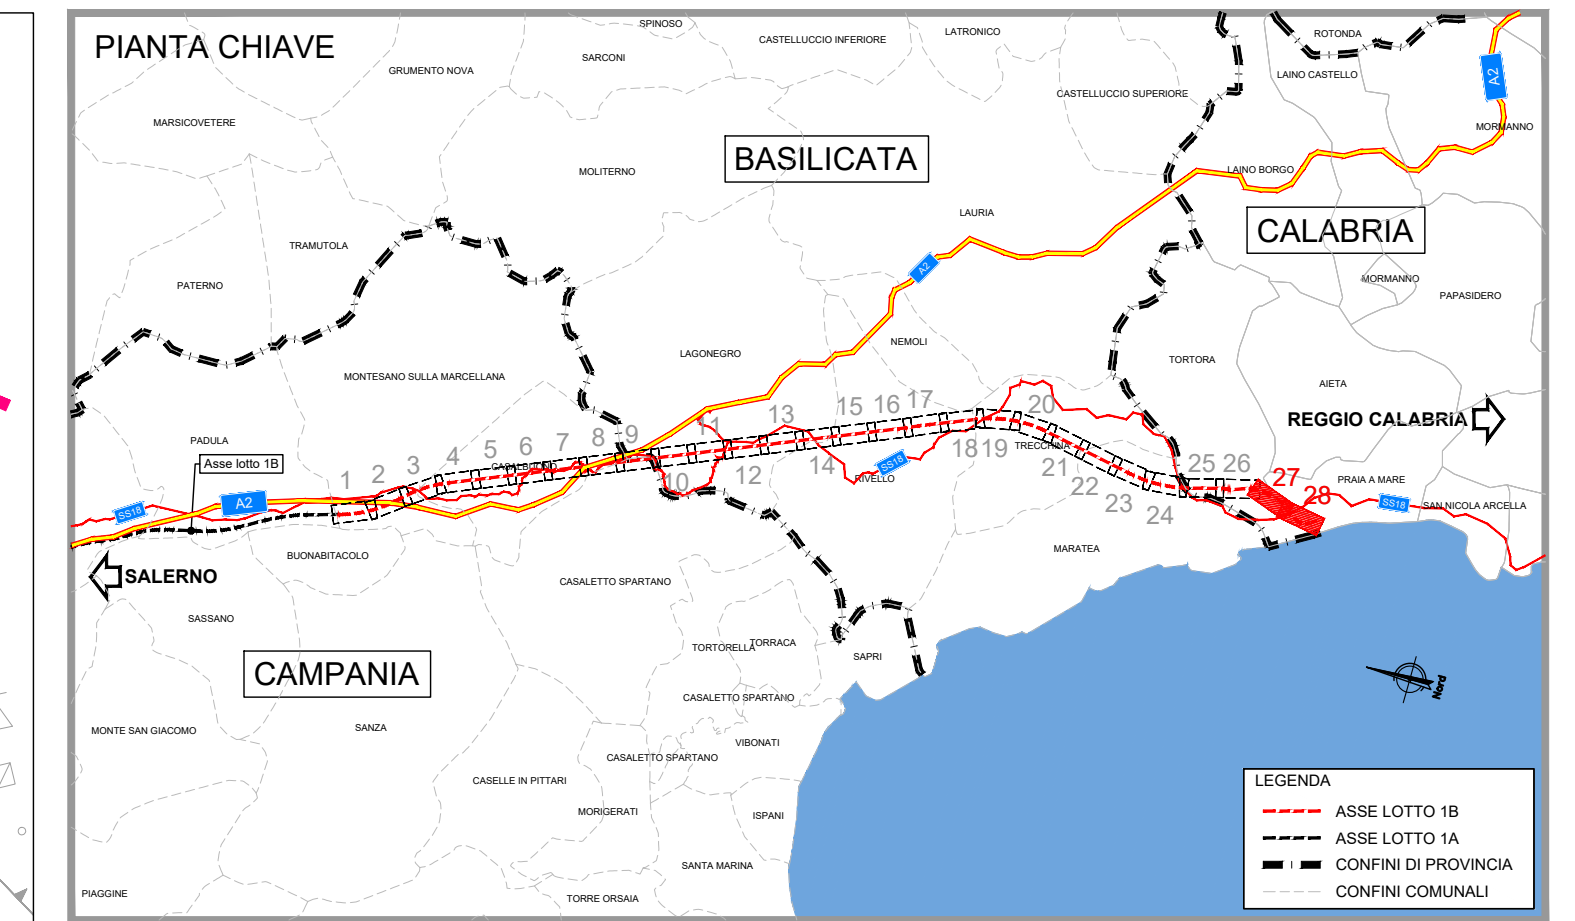 PIANTA CHIAVE
SPINOSO
SARCONI
GRUMENTO NOVA
CASTELLUCCIO INFERIORE
LATRONICO
ROTONDA
LAINO CASTELLO
A2
CASTELLUCCIO SUPERIORE
MARSICOVETERE
MORMANNO
BASILICATA
MOLITERNO
LAINO BORGO
LAURIA
CALABRIA
TRAMUTOLA
A2
PATERNO
MORMANNO
PAPASIDERO
NEMOLI
LAGONEGRO
TORTORA
MONTESANO SULLA MARCELLANA
AIETA
REGGIO CALABRIA
PADULA
Asse lotto 1B
CASALBUONO
1 2 3 4 5 6 7 8 9 10 11 12 13 14 15 16 17 18 19 20 21 22 23 24 25 26 27 28
TRECCHINA
RIVELLO
SS18
PRAIA A MARE
SS18
SAN NICOLA ARCELLA
SS18
A2
BUONABITACOLO
MARATEA
SALERNO
CASALETTO SPARTANO
SASSANO
TORTORELLA
TORRACA
SAPRI
CAMPANIA
CASALETTO SPARTANO
Nord
MONTE SAN GIACOMO
SANZA
VIBONATI
CASALETTO SPARTANO
CASELLE IN PITTARI
MORIGERATI
ISPANI
SANTA MARINA
PIAGGINE
TORRE ORSAIA
LEGENDA
ASSE LOTTO 1B
ASSE LOTTO 1A
CONFINI DI PROVINCIA
CONFINI COMUNALI